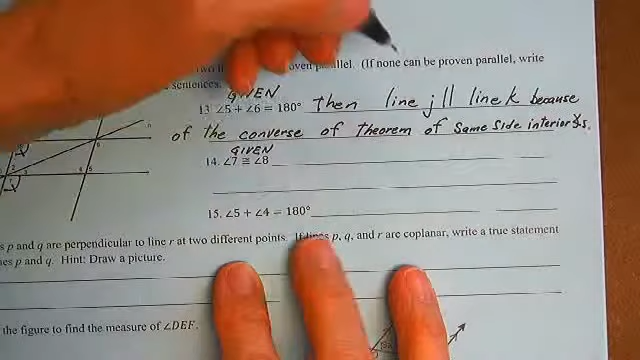 oven parallel. (If none can be proven parallel, write
sentences.
GIVEN
13. ∠5 + ∠6 = 180° then line j || line k because
of the converse of Theorem of Same Side interior ∠s.
GIVEN
14. ∠7 ≅ ∠8
15. ∠5 + ∠4 = 180°
es p and q are perpendicular to line r at two different points. If lines p, q, and r are coplanar, write a true statement
nes p and q. Hint: Draw a picture.
the figure to find the measure of ∠DEF.